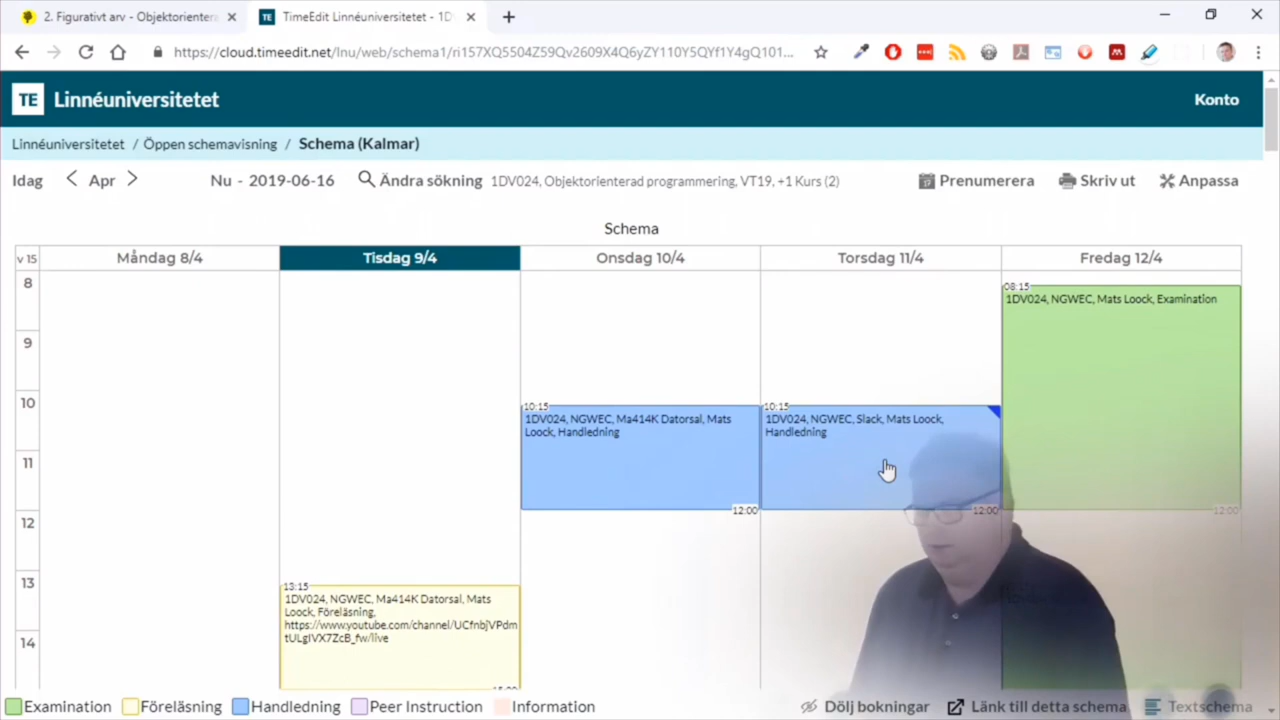 2. Figurativt arv - Objektorienter
TimeEdit Linnéuniversitetet - 1D
https://cloud.timeedit.net/lnu/web/schema1/ri157XQ5504Z59Qv2609X4Q6yZY110Y5QYf1Y4gQ101...
TE Linnéuniversitetet
Konto
Linnéuniversitetet / Öppen schemavisning / Schema (Kalmar)
Idag < Apr > Nu - 2019-06-16 Ändra sökning 1DV024, Objektorienterad programmering, VT19, +1 Kurs (2) Prenumerera Skriv ut Anpassa
Schema
v 15 Måndag 8/4 Tisdag 9/4 Onsdag 10/4 Torsdag 11/4 Fredag 12/4
8
08:15
1DV024, NGWEC, Mats Loock, Examination
9
10
10:15
1DV024, NGWEC, Ma414K Datorsal, Mats
Loock, Handledning
10:15
1DV024, NGWEC, Slack, Mats Loock,
Handledning
11
12:00
12:00
12:00
12
13
13:15
1DV024, NGWEC, Ma414K Datorsal, Mats
Loock, Föreläsning,
https://www.youtube.com/channel/UCfnbjVPdm
tULgIVX7ZcB_fw/live
14
Examination Föreläsning Handledning Peer Instruction Information
Dölj bokningar Länk till detta schema Textschema